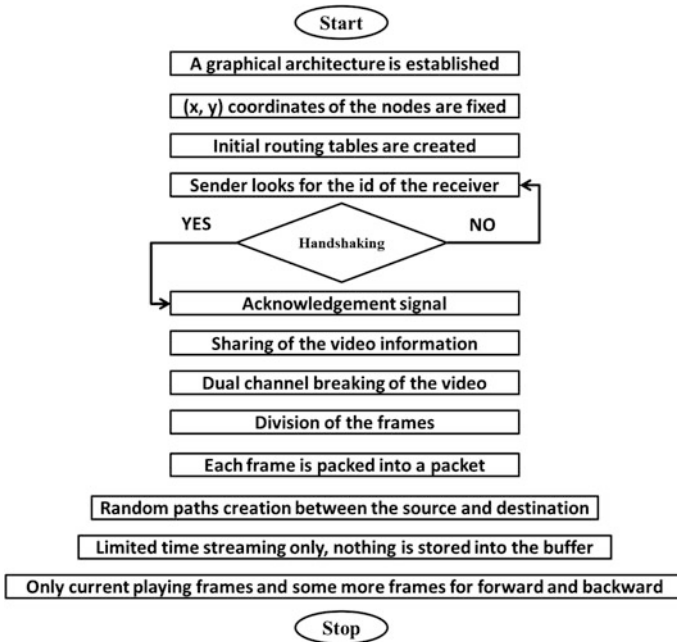 Start
A graphical architecture is established
(x, y) coordinates of the nodes are fixed
Initial routing tables are created
Sender looks for the id of the receiver
YES
NO
Handshaking
Acknowledgement signal
Sharing of the video information
Dual channel breaking of the video
Division of the frames
Each frame is packed into a packet
Random paths creation between the source and destination
Limited time streaming only, nothing is stored into the buffer
Only current playing frames and some more frames for forward and backward
Stop